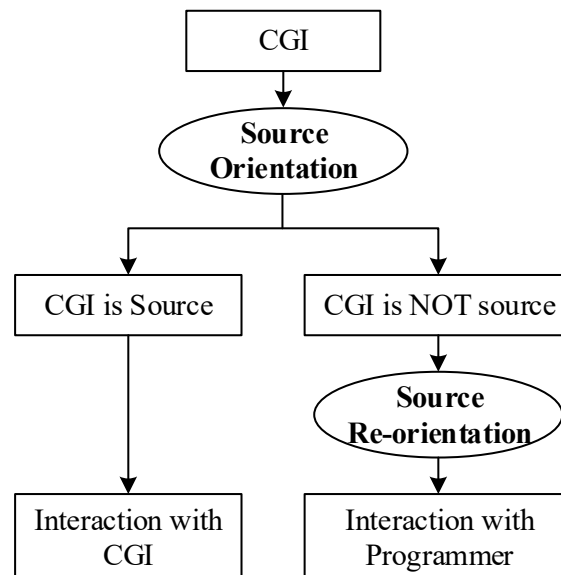 CGI
Source
Orientation
CGI is Source
CGI is NOT source
Source
Re-orientation
Interaction with
CGI
Interaction with
Programmer